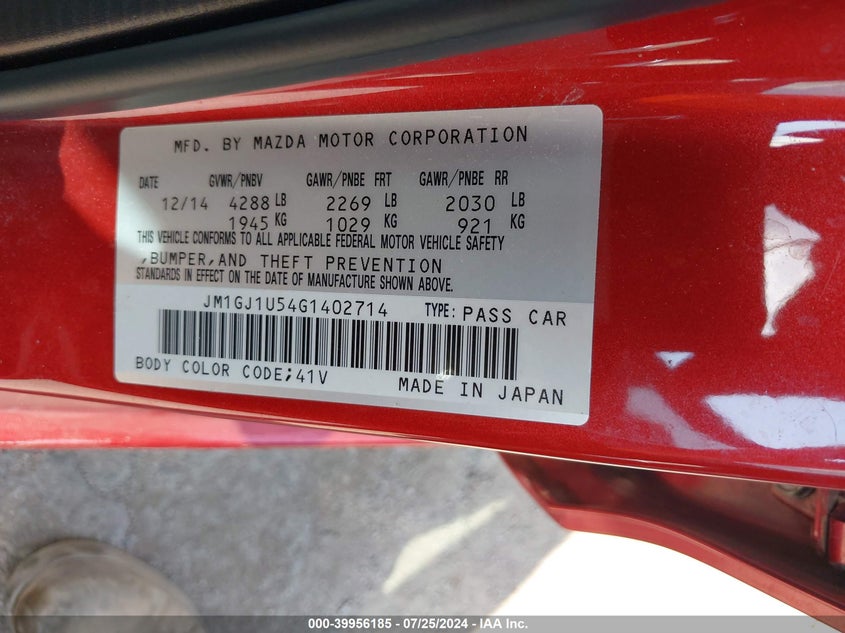 MFD. BY MAZDA MOTOR CORPORATION
DATE GVWR/PNBV GAWR/PNBE FRT GAWR/PNBE RR
12/14 4288 LB 2269 LB 2030 LB
1945 KG 1029 KG 921 KG
THIS VEHICLE CONFORMS TO ALL APPLICABLE FEDERAL MOTOR VEHICLE SAFETY
,BUMPER,AND THEFT PREVENTION
STANDARDS IN EFFECT ON THE DATE OF MANUFACTURE SHOWN ABOVE.
JM1GJ1U54G1402714 TYPE: PASS CAR
BODY COLOR CODE;41V MADE IN JAPAN
000-39956185 - 07/25/2024 - IAA Inc.